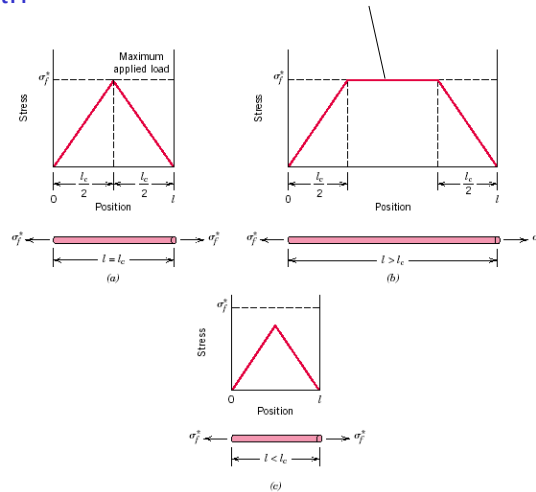 Maximum
applied load
σf*
σf*
Stress
Stress
lc/2 lc/2
lc/2 lc/2
0 l
0 l
Position
Position
σf* σf*
σf*
l = lc
l > lc
(a)
(b)
σf*
Stress
0 l
Position
σf* σf*
l < lc
(c)